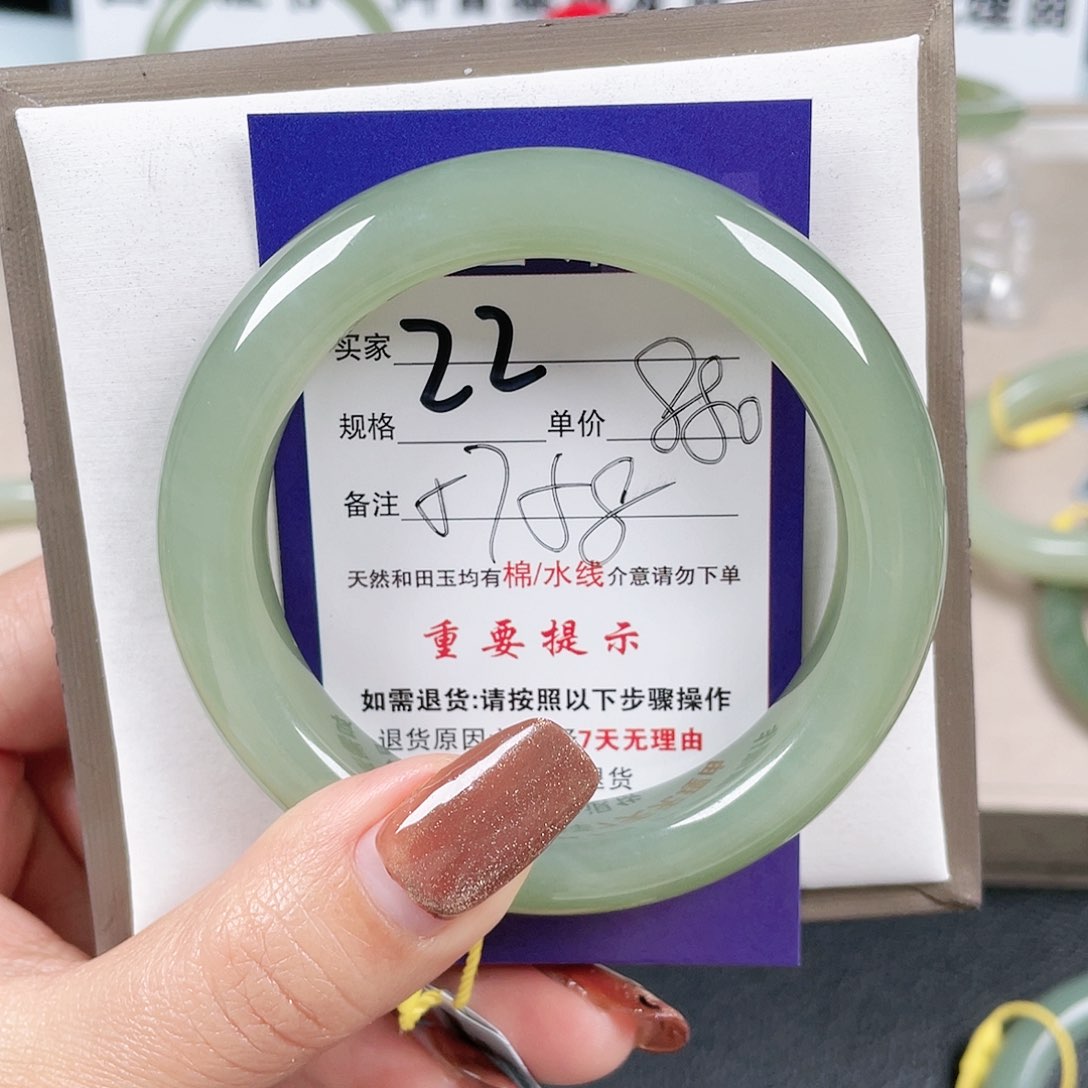 买家 22
规格 单价 880
备注
天然和田玉均有棉/水线介意请勿下单
重要提示
如需退货:请按照以下步骤操作
退货原因 7天无理由
退货